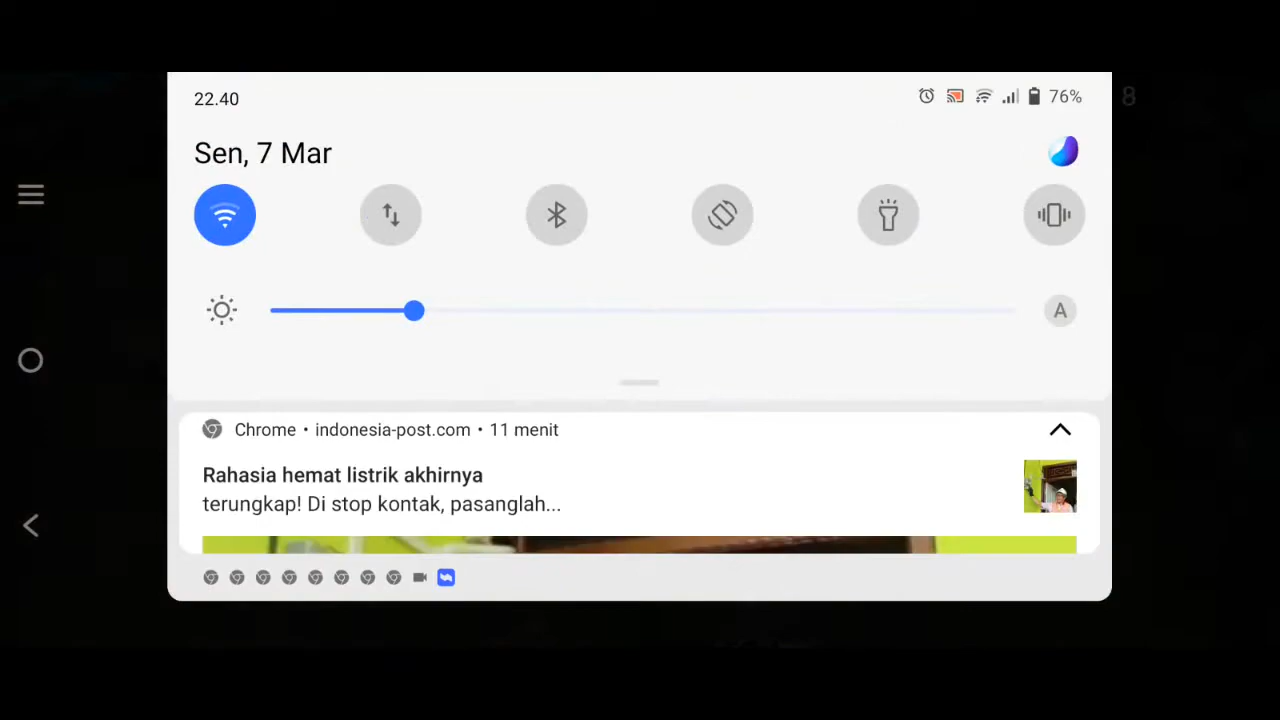 22.40
76%
8
Sen, 7 Mar
A
Chrome • indonesia-post.com • 11 menit
Rahasia hemat listrik akhirnya
terungkap! Di stop kontak, pasanglah...